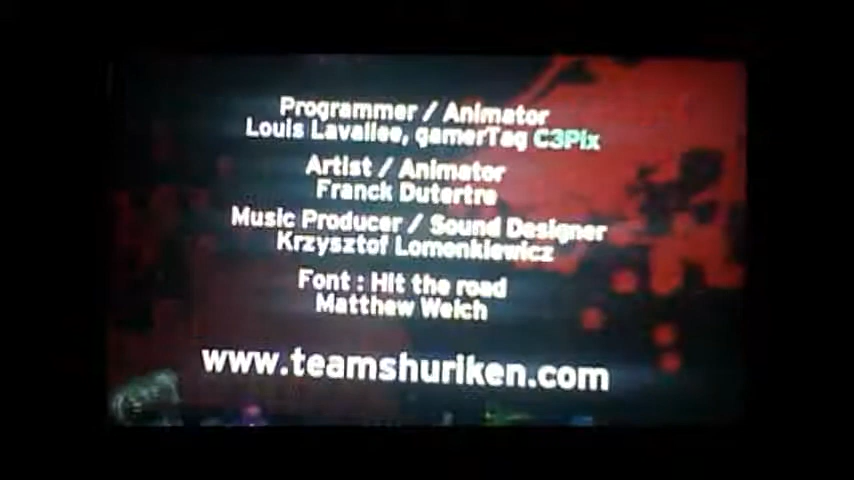 Programmer / Animator
Louis Lavallee, gamerTag C3Pix
Artist / Animator
Franck Dutertre
Music Producer / Sound Designer
Krzysztof Lomonkiewicz
Font : Hit the road
Matthew Welch
www.teamshuriken.com